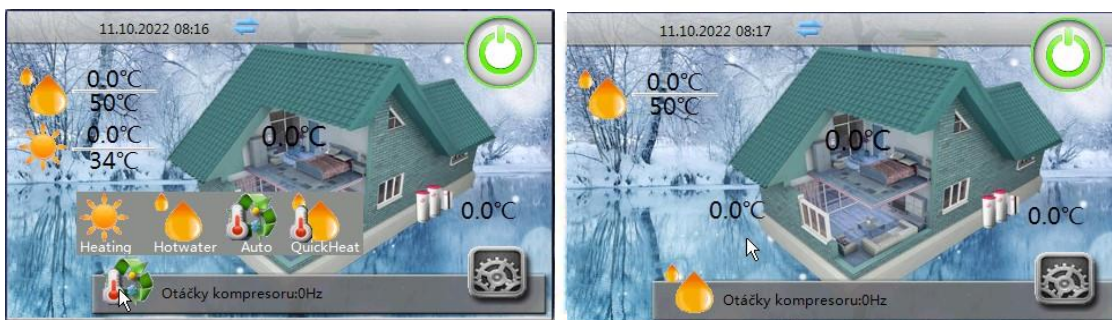 11.10.2022 08:16
0.0°C
50°C
0.0°C
34°C
0.0°C
0.0°C
Heating Hotwater Auto QuickHeat
Otáčky kompresoru:0Hz
11.10.2022 08:17
0.0°C
50°C
0.0°C
0.0°C
0.0°C
Otáčky kompresoru:0Hz